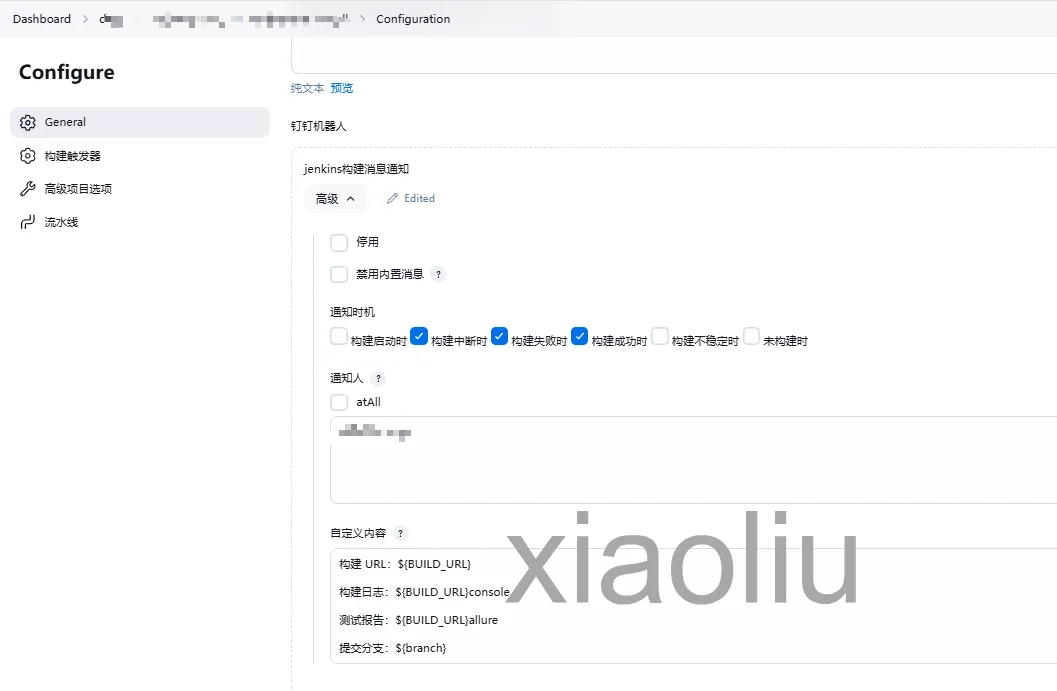 Dashboard > > Configuration
Configure
General
构建触发器
高级项目选项
流水线
纯文本 预览
钉钉机器人
jenkins构建消息通知
高级 Edited
停用
禁用内置消息 ?
通知时机
构建启动时 构建中断时 构建失败时 构建成功时 构建不稳定时 未构建时
通知人 ?
atAll
自定义内容 ?
构建 URL：${BUILD_URL}
构建日志：${BUILD_URL}console
测试报告：${BUILD_URL}allure
提交分支：${branch}
xiaoliu